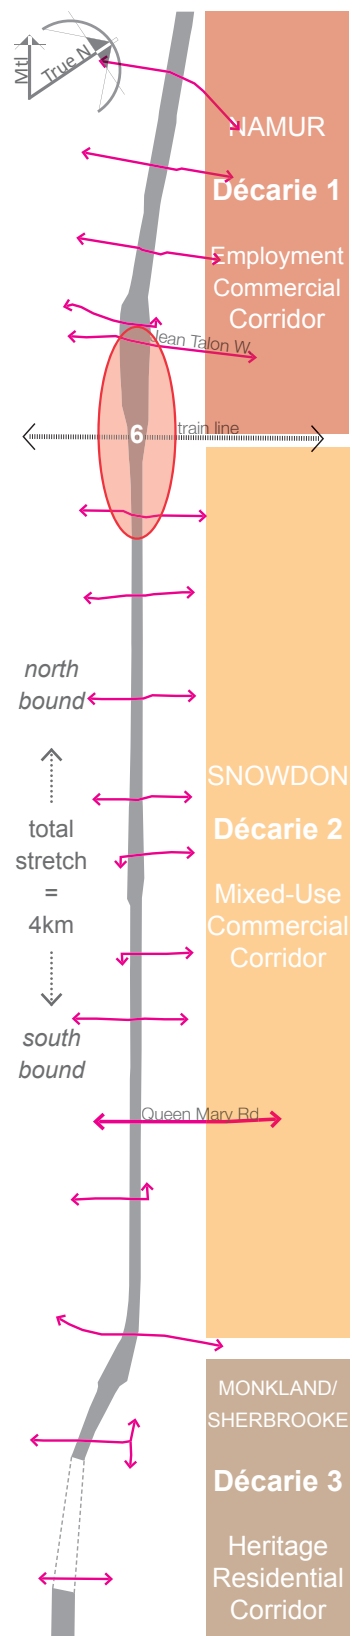 Mtl
True N
NAMUR
Décarie 1
Employment
Commercial
Corridor
Jean Talon W.
6
train line
north
bound
total
stretch
=
4km
south
bound
SNOWDON
Décarie 2
Mixed-Use
Commercial
Corridor
Queen Mary Rd.
MONKLAND/
SHERBROOKE
Décarie 3
Heritage
Residential
Corridor